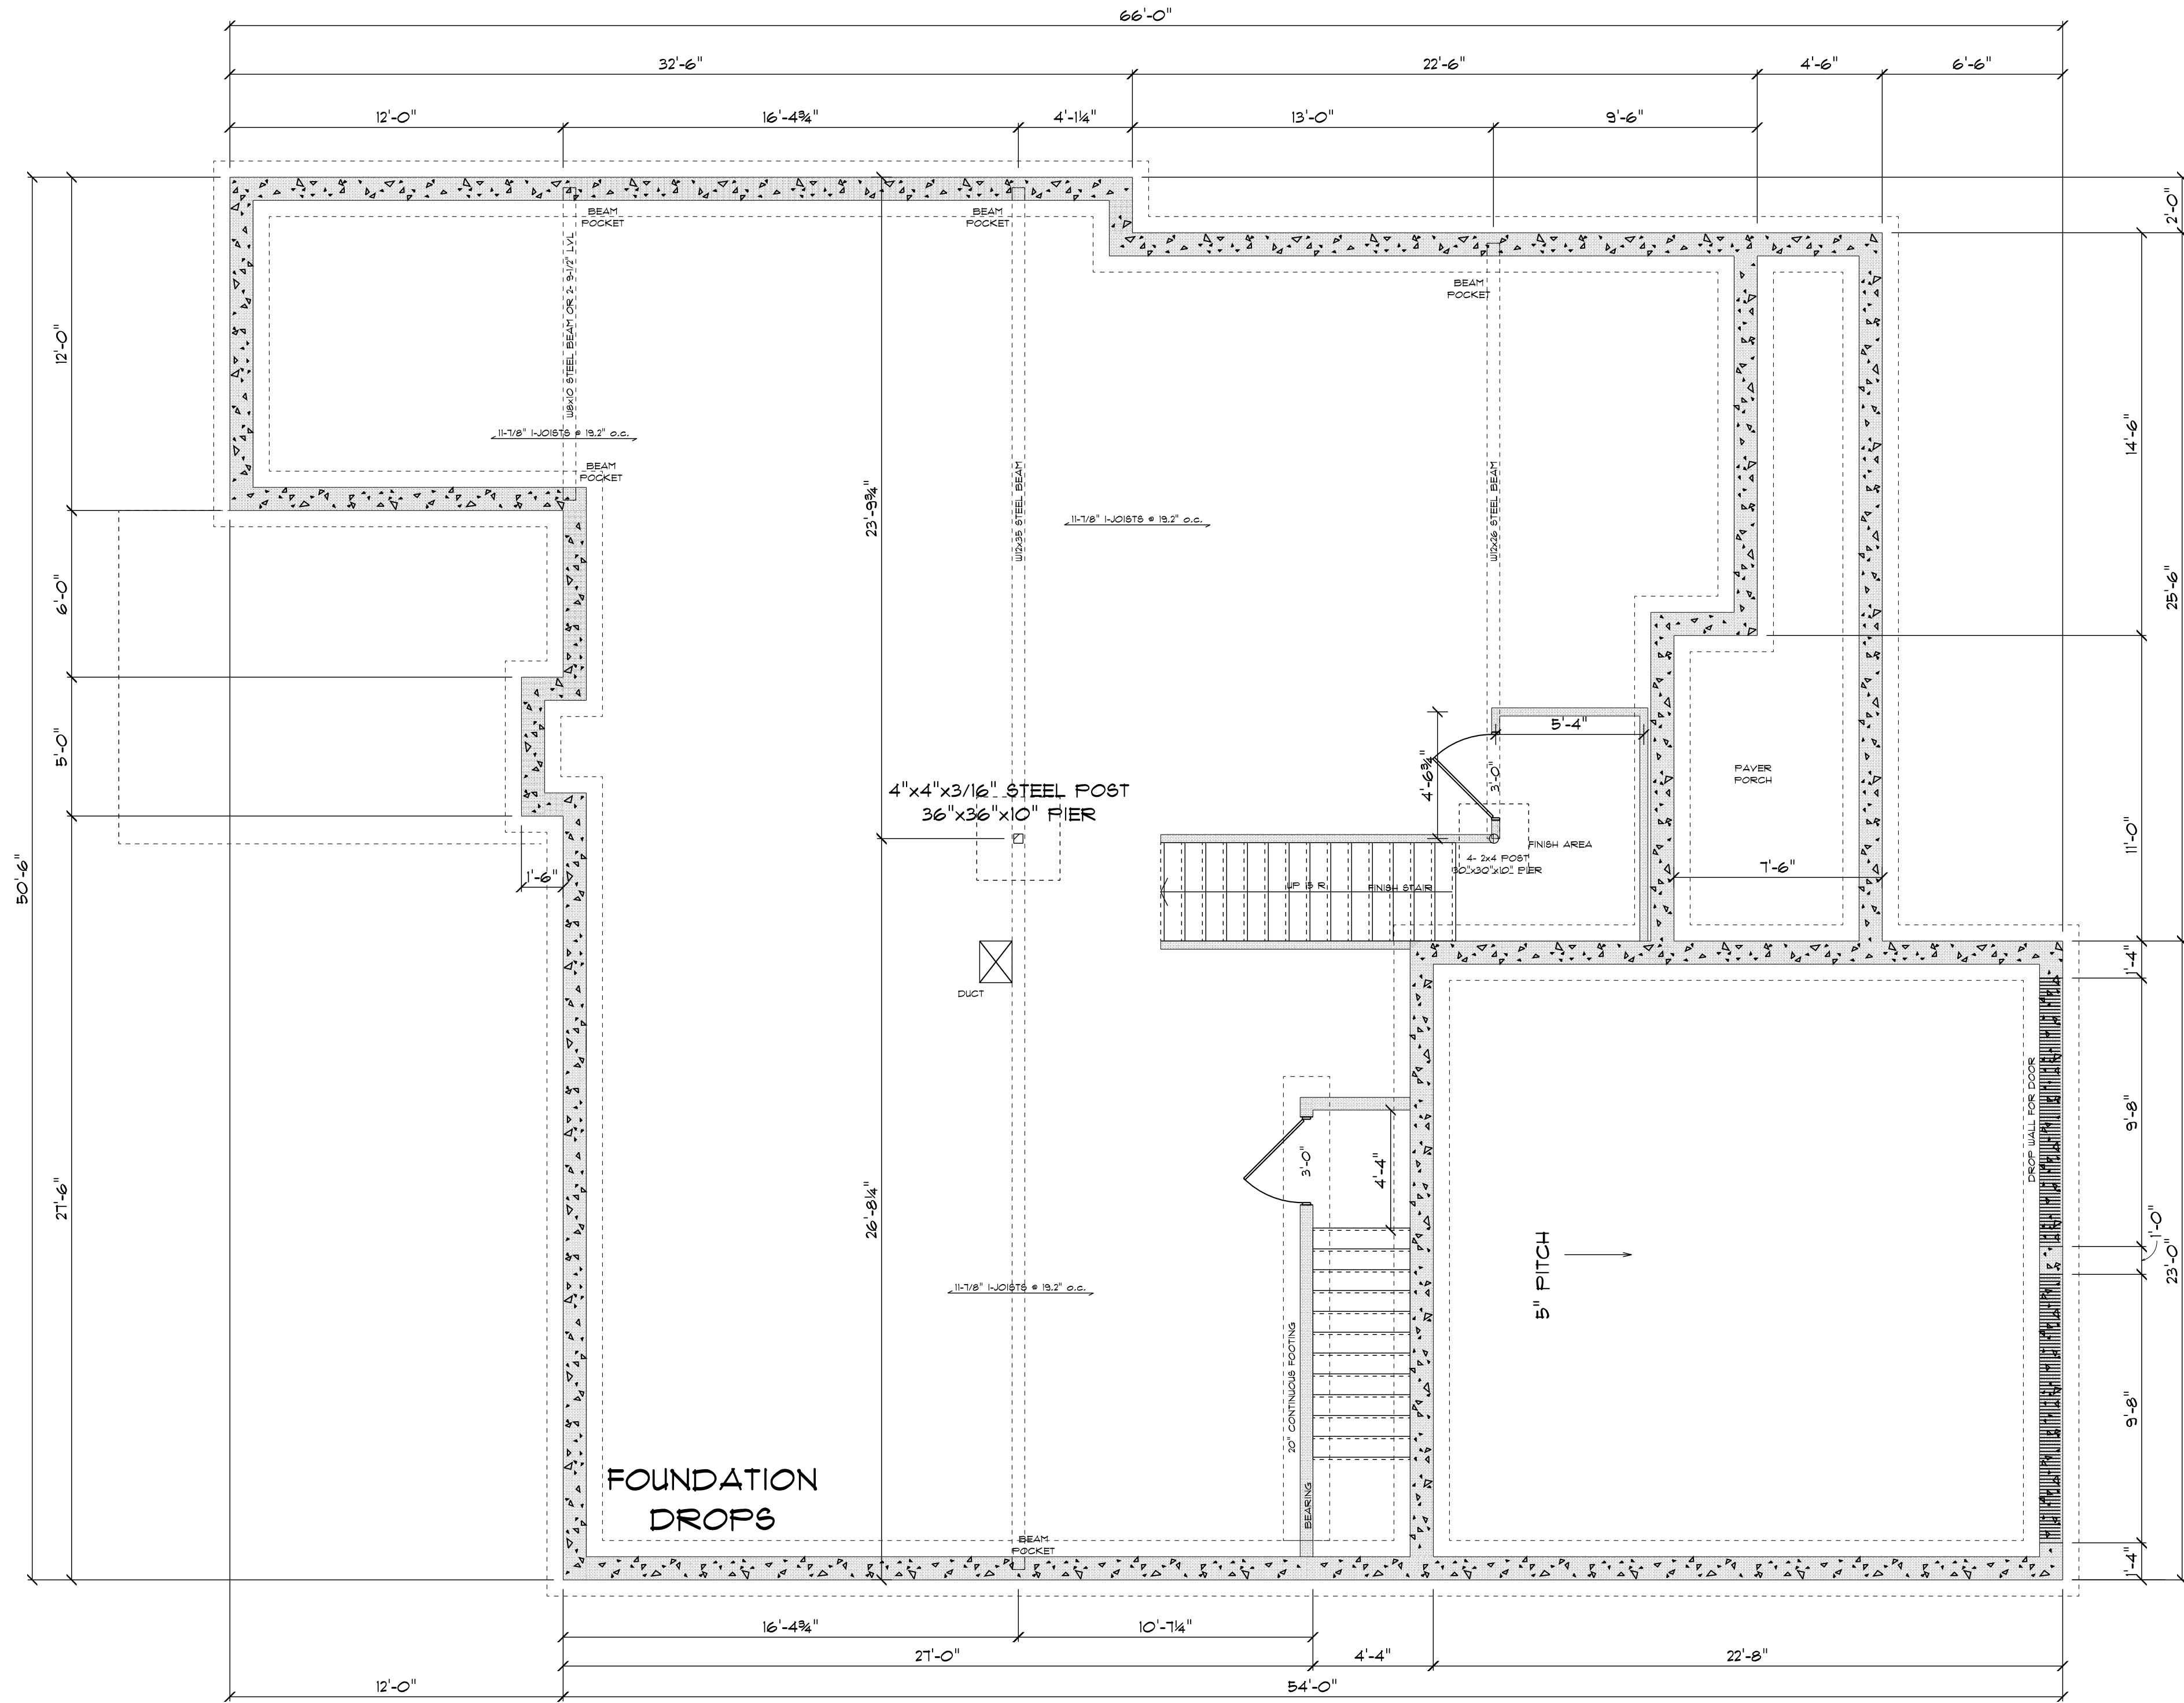 66'-0"
32'-6"
22'-6"
4'-6"
6'-6"
12'-0"
16'-4¾"
4'-1¼"
13'-0"
9'-6"
2'-0"
BEAM
POCKET
BEAM
POCKET
W8x10 STEEL BEAM OR 2- 9-1/2" LVL
BEAM
POCKET
12'-0"
11-7/8" I-JOISTS @ 19.2" o.c.
BEAM
POCKET
14'-6"
23'-9¾"
W12x35 STEEL BEAM
11-7/8" I-JOISTS @ 19.2" o.c.
W12x26 STEEL BEAM
6'-0"
25'-6"
5'-0"
5'-4"
4'-6¾"
3'-0"
PAVER
PORCH
4"x4"x3/16" STEEL POST
36"x36"x10" PIER
FINISH AREA
4- 2x4 POST
30"x30"x10" PIER
50'-6"
1'-6"
UP 15 R
FINISH STAIR
7'-6"
11'-0"
DUCT
1'-4"
DROP WALL FOR DOOR
9'-8"
3'-0"
4'-4"
27'-6"
26'-8¼"
5" PITCH
1'-0"
23'-0"
11-7/8" I-JOISTS @ 19.2" o.c.
20" CONTINUOUS FOOTING
9'-8"
FOUNDATION
DROPS
BEARING
BEAM
POCKET
1'-4"
16'-4¾"
10'-7¼"
27'-0"
4'-4"
22'-8"
12'-0"
54'-0"